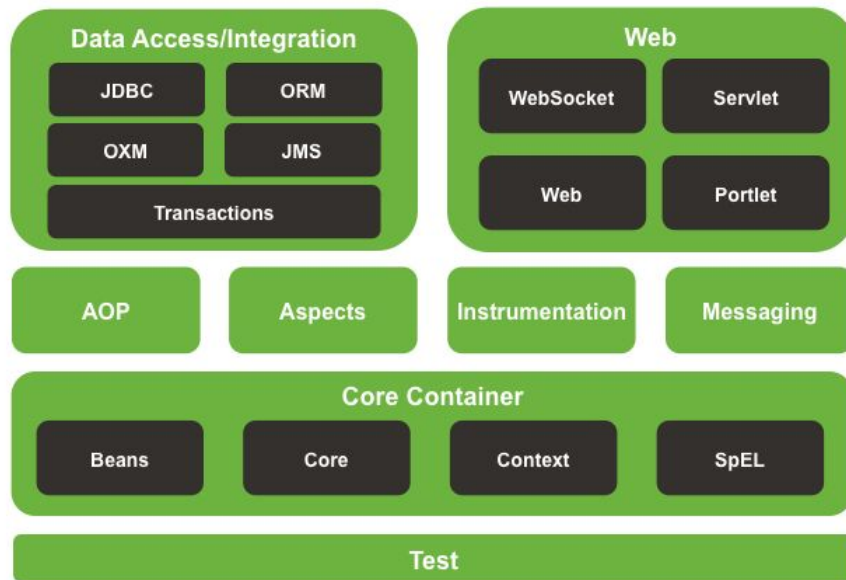 Data Access/Integration
JDBC
ORM
OXM
JMS
Transactions
Web
WebSocket
Servlet
Web
Portlet
AOP
Aspects
Instrumentation
Messaging
Core Container
Beans
Core
Context
SpEL
Test